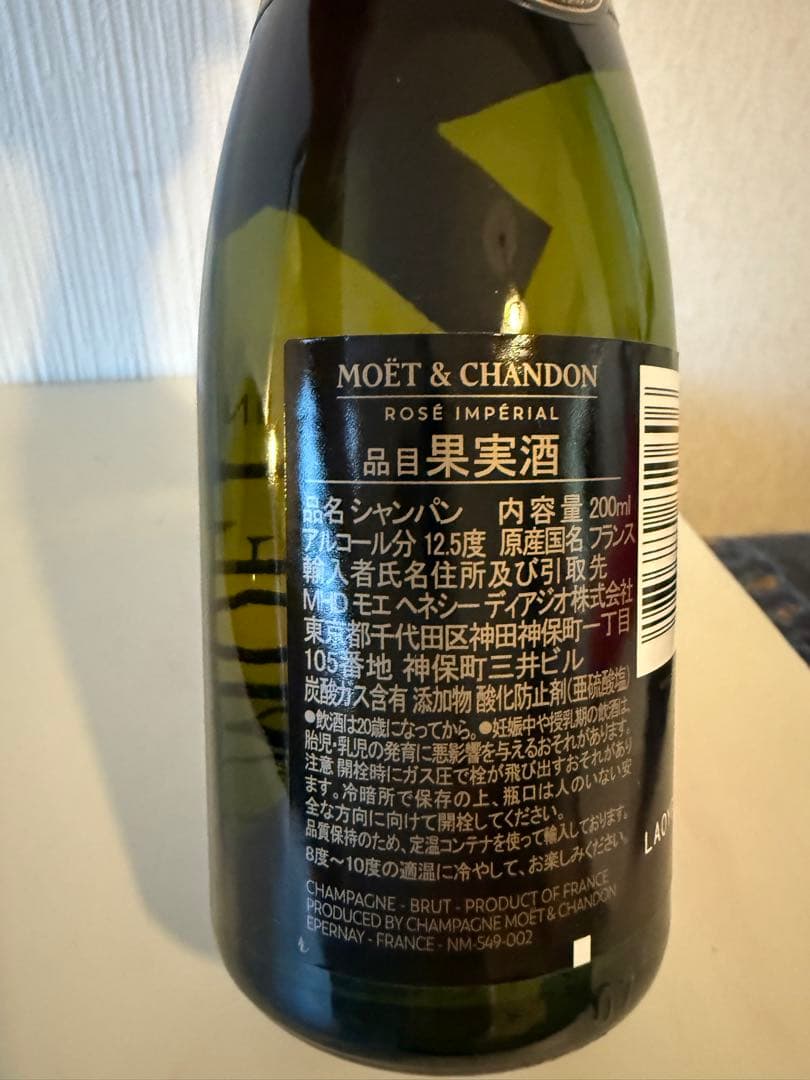 MOËT & CHANDON
ROSÉ IMPÉRIAL
品目 果実酒
品名 シャンパン 内容量 200ml
アルコール分 12.5度 原産国名 フランス
輸入者氏名住所及び引取先
MHD モエ ヘネシー ディアジオ株式会社
東京都千代田区神田神保町一丁目
105番地 神保町三井ビル
炭酸ガス含有 添加物 酸化防止剤(亜硫酸塩)
●飲酒は20歳になってから。●妊娠中や授乳期の飲酒は、
胎児・乳児の発育に悪影響を与えるおそれがあります。
注意 開栓時にガス圧で栓が飛び出すおそれがあり
ます。冷暗所で保存の上、瓶口は人のいない安
全な方向に向けて開栓してください。
品質保持のため、定温コンテナを使って輸入しております。
8度〜10度の適温に冷やして、お楽しみください。
CHAMPAGNE - BRUT - PRODUCT OF FRANCE
PRODUCED BY CHAMPAGNE MOËT & CHANDON
EPERNAY - FRANCE - NM-549-002